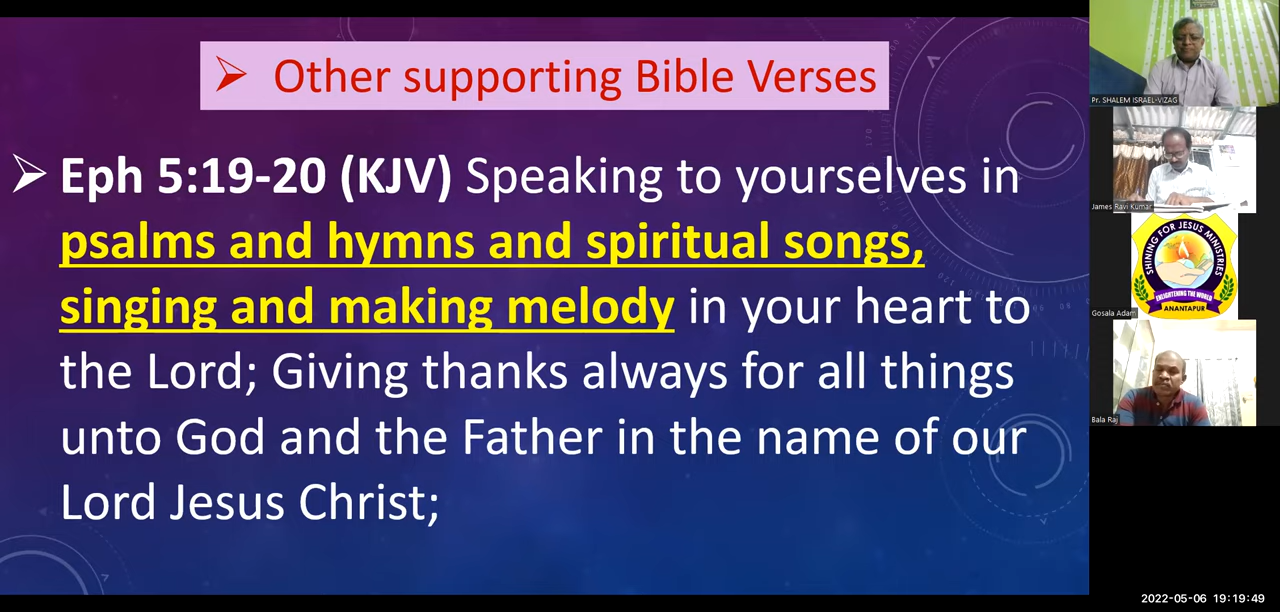 ➢ Other supporting Bible Verses
➢ Eph 5:19-20 (KJV) Speaking to yourselves in
psalms and hymns and spiritual songs,
singing and making melody in your heart to
the Lord; Giving thanks always for all things
unto God and the Father in the name of our
Lord Jesus Christ;
Pr. SHALEM ISRAEL-VIZAG
James Ravi Kumar
SHINING FOR JESUS MINISTRIES
ENLIGHTENING THE WORLD
ANANTAPUR
Gosala Adam
Bala Raj
2022-05-06 19:19:49